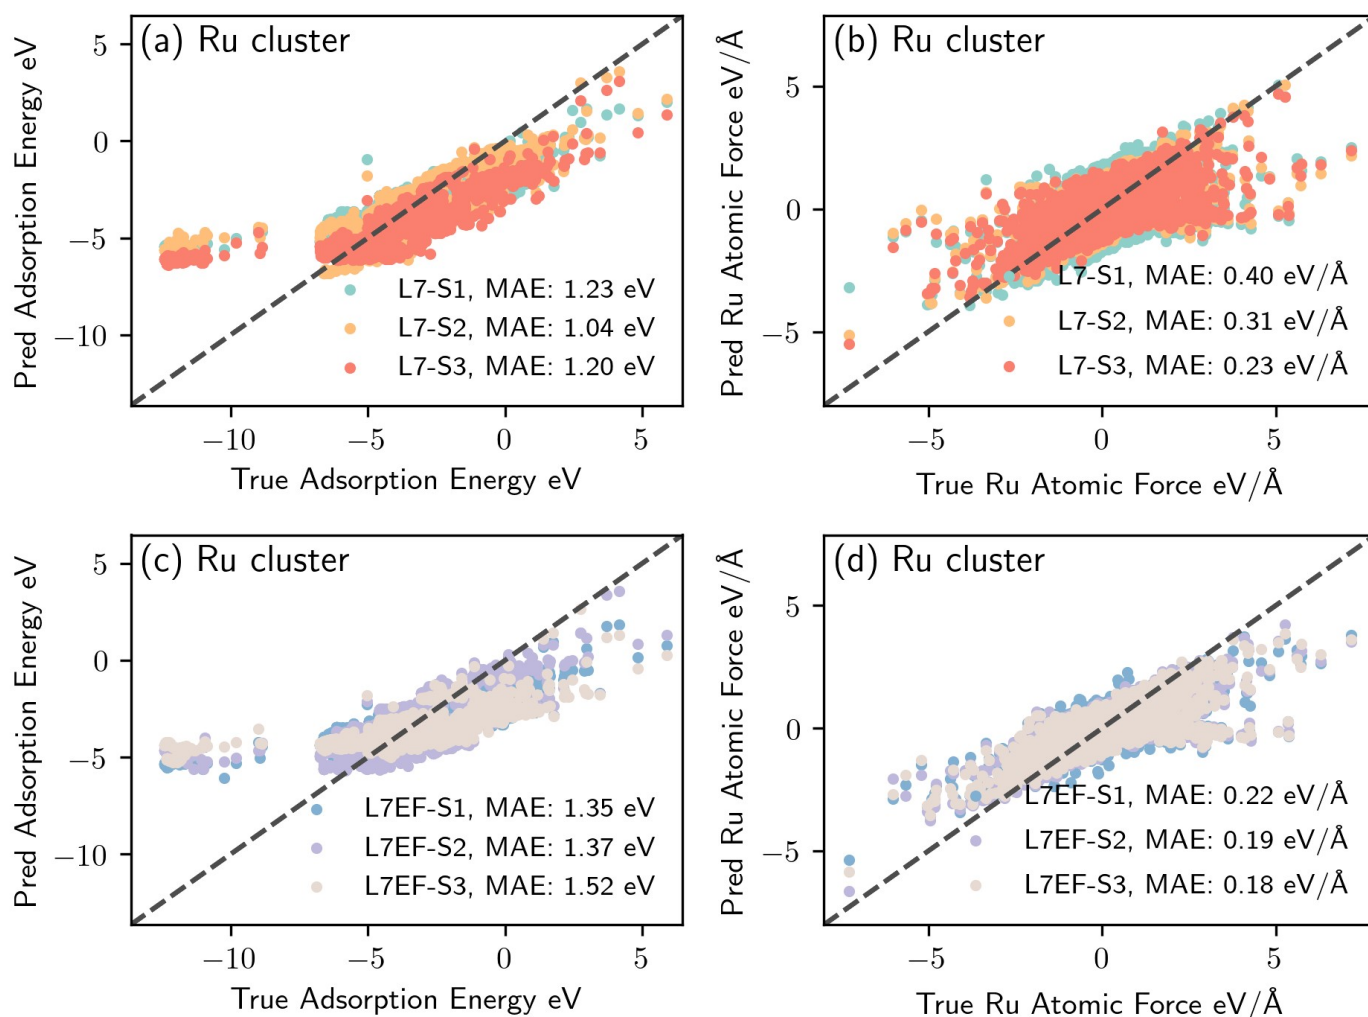 (a) Ru cluster
Pred Adsorption Energy eV
5
0
−5
−10
L7-S1, MAE: 1.23 eV
L7-S2, MAE: 1.04 eV
L7-S3, MAE: 1.20 eV
−10 −5 0 5
True Adsorption Energy eV
(b) Ru cluster
Pred Ru Atomic Force eV/Å
5
0
−5
L7-S1, MAE: 0.40 eV/Å
L7-S2, MAE: 0.31 eV/Å
L7-S3, MAE: 0.23 eV/Å
−5 0 5
True Ru Atomic Force eV/Å
(c) Ru cluster
Pred Adsorption Energy eV
5
0
−5
−10
L7EF-S1, MAE: 1.35 eV
L7EF-S2, MAE: 1.37 eV
L7EF-S3, MAE: 1.52 eV
−10 −5 0 5
True Adsorption Energy eV
(d) Ru cluster
Pred Ru Atomic Force eV/Å
5
0
−5
L7EF-S1, MAE: 0.22 eV/Å
L7EF-S2, MAE: 0.19 eV/Å
L7EF-S3, MAE: 0.18 eV/Å
−5 0 5
True Ru Atomic Force eV/Å